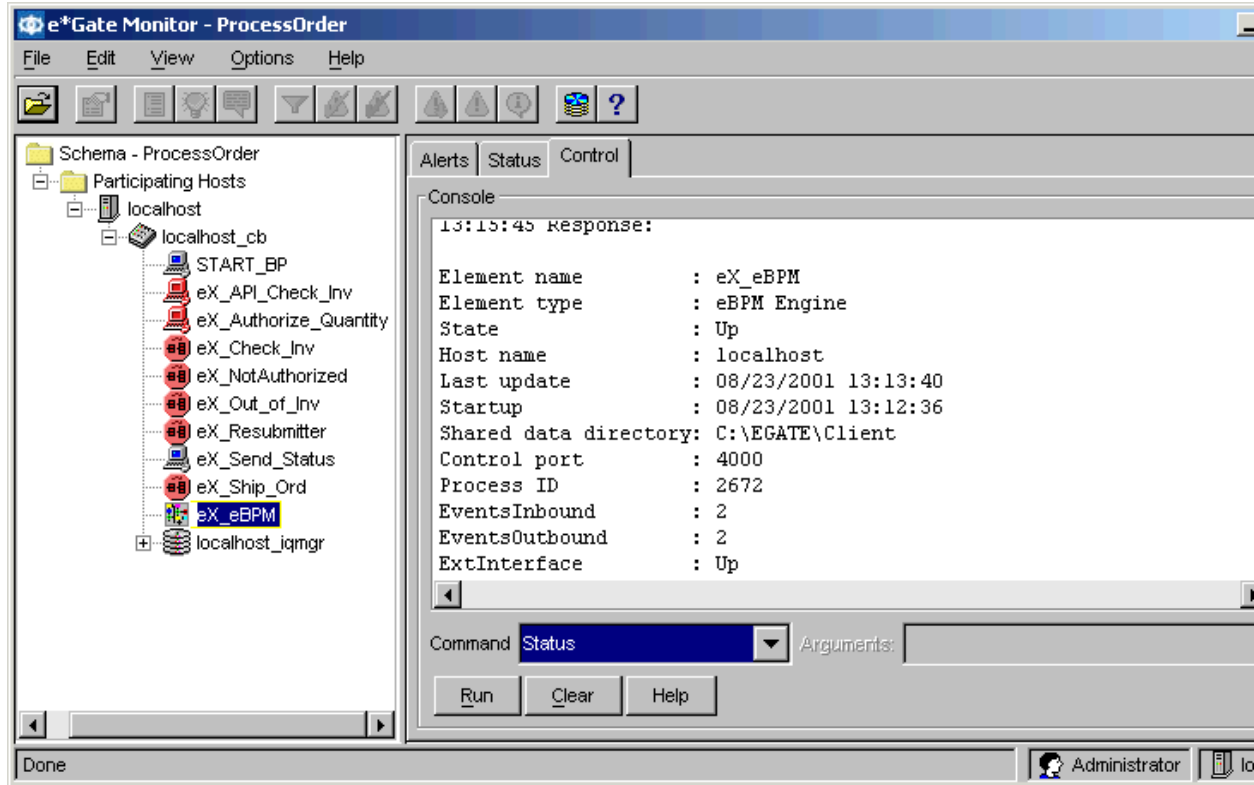 e*Gate Monitor - ProcessOrder
File Edit View Options Help
Schema - ProcessOrder
Participating Hosts
localhost
localhost_cb
START_BP
eX_API_Check_Inv
eX_Authorize_Quantity
eX_Check_Inv
eX_NotAuthorized
eX_Out_of_Inv
eX_Resubmitter
eX_Send_Status
eX_Ship_Ord
eX_eBPM
localhost_iqmgr
Alerts Status Control
Console
13:15:45 Response:
Element name : eX_eBPM
Element type : eBPM Engine
State : Up
Host name : localhost
Last update : 08/23/2001 13:13:40
Startup : 08/23/2001 13:12:36
Shared data directory: C:\EGATE\Client
Control port : 4000
Process ID : 2672
EventsInbound : 2
EventsOutbound : 2
ExtInterface : Up
Command Status Arguments:
Run Clear Help
Done Administrator lo